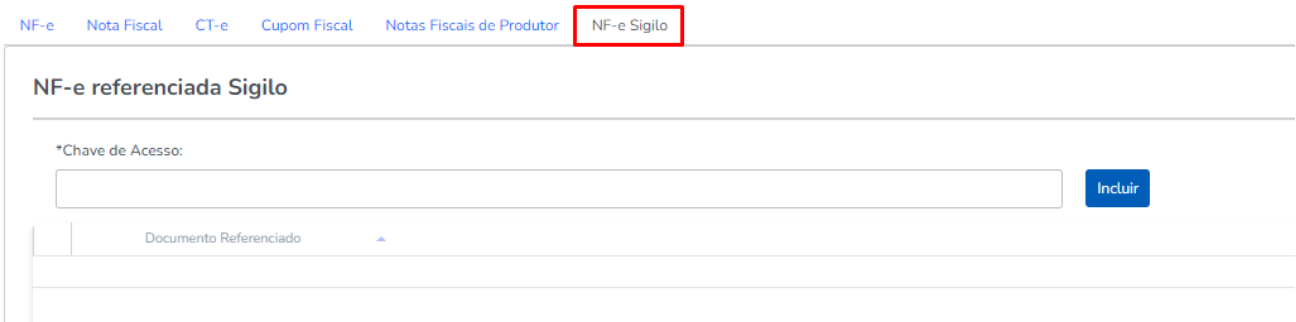 NF-e Nota Fiscal CT-e Cupom Fiscal Notas Fiscais de Produtor NF-e Sigilo
NF-e referenciada Sigilo
*Chave de Acesso:
Incluir
Documento Referenciado